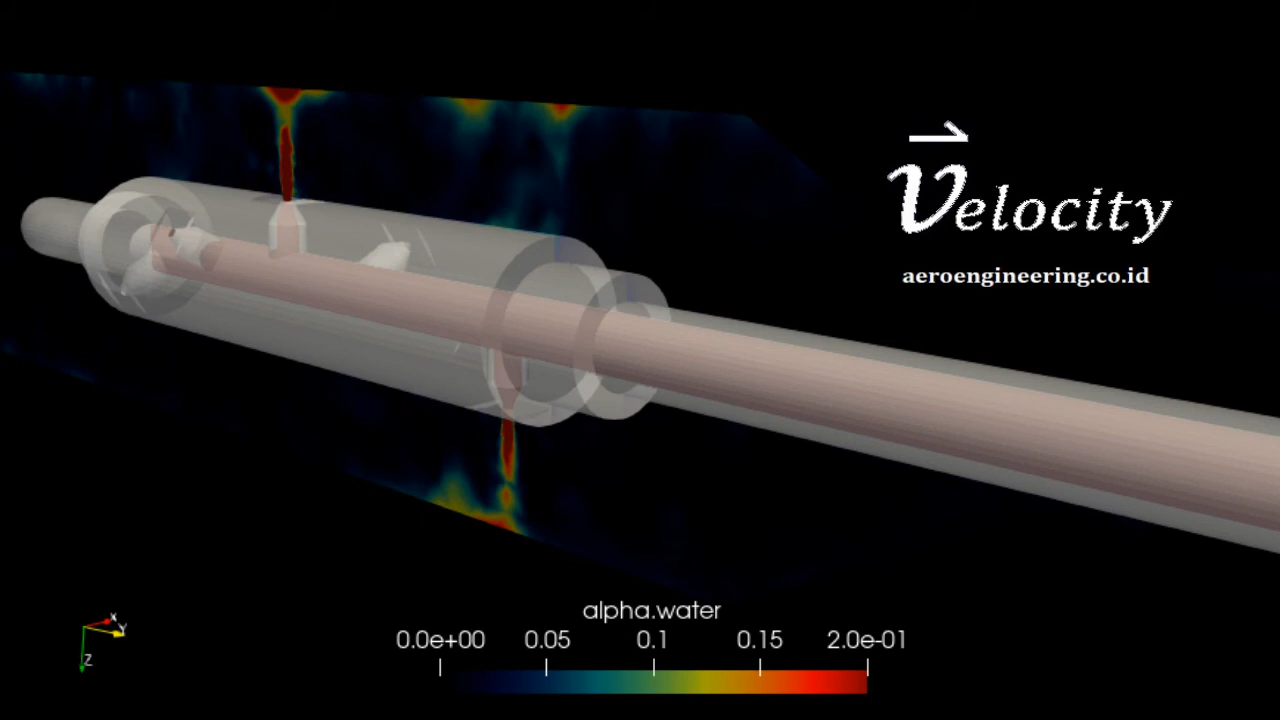 Velocity
aeroengineering.co.id
alpha.water
0.0e+00 0.05 0.1 0.15 2.0e-01
X
Y
Z